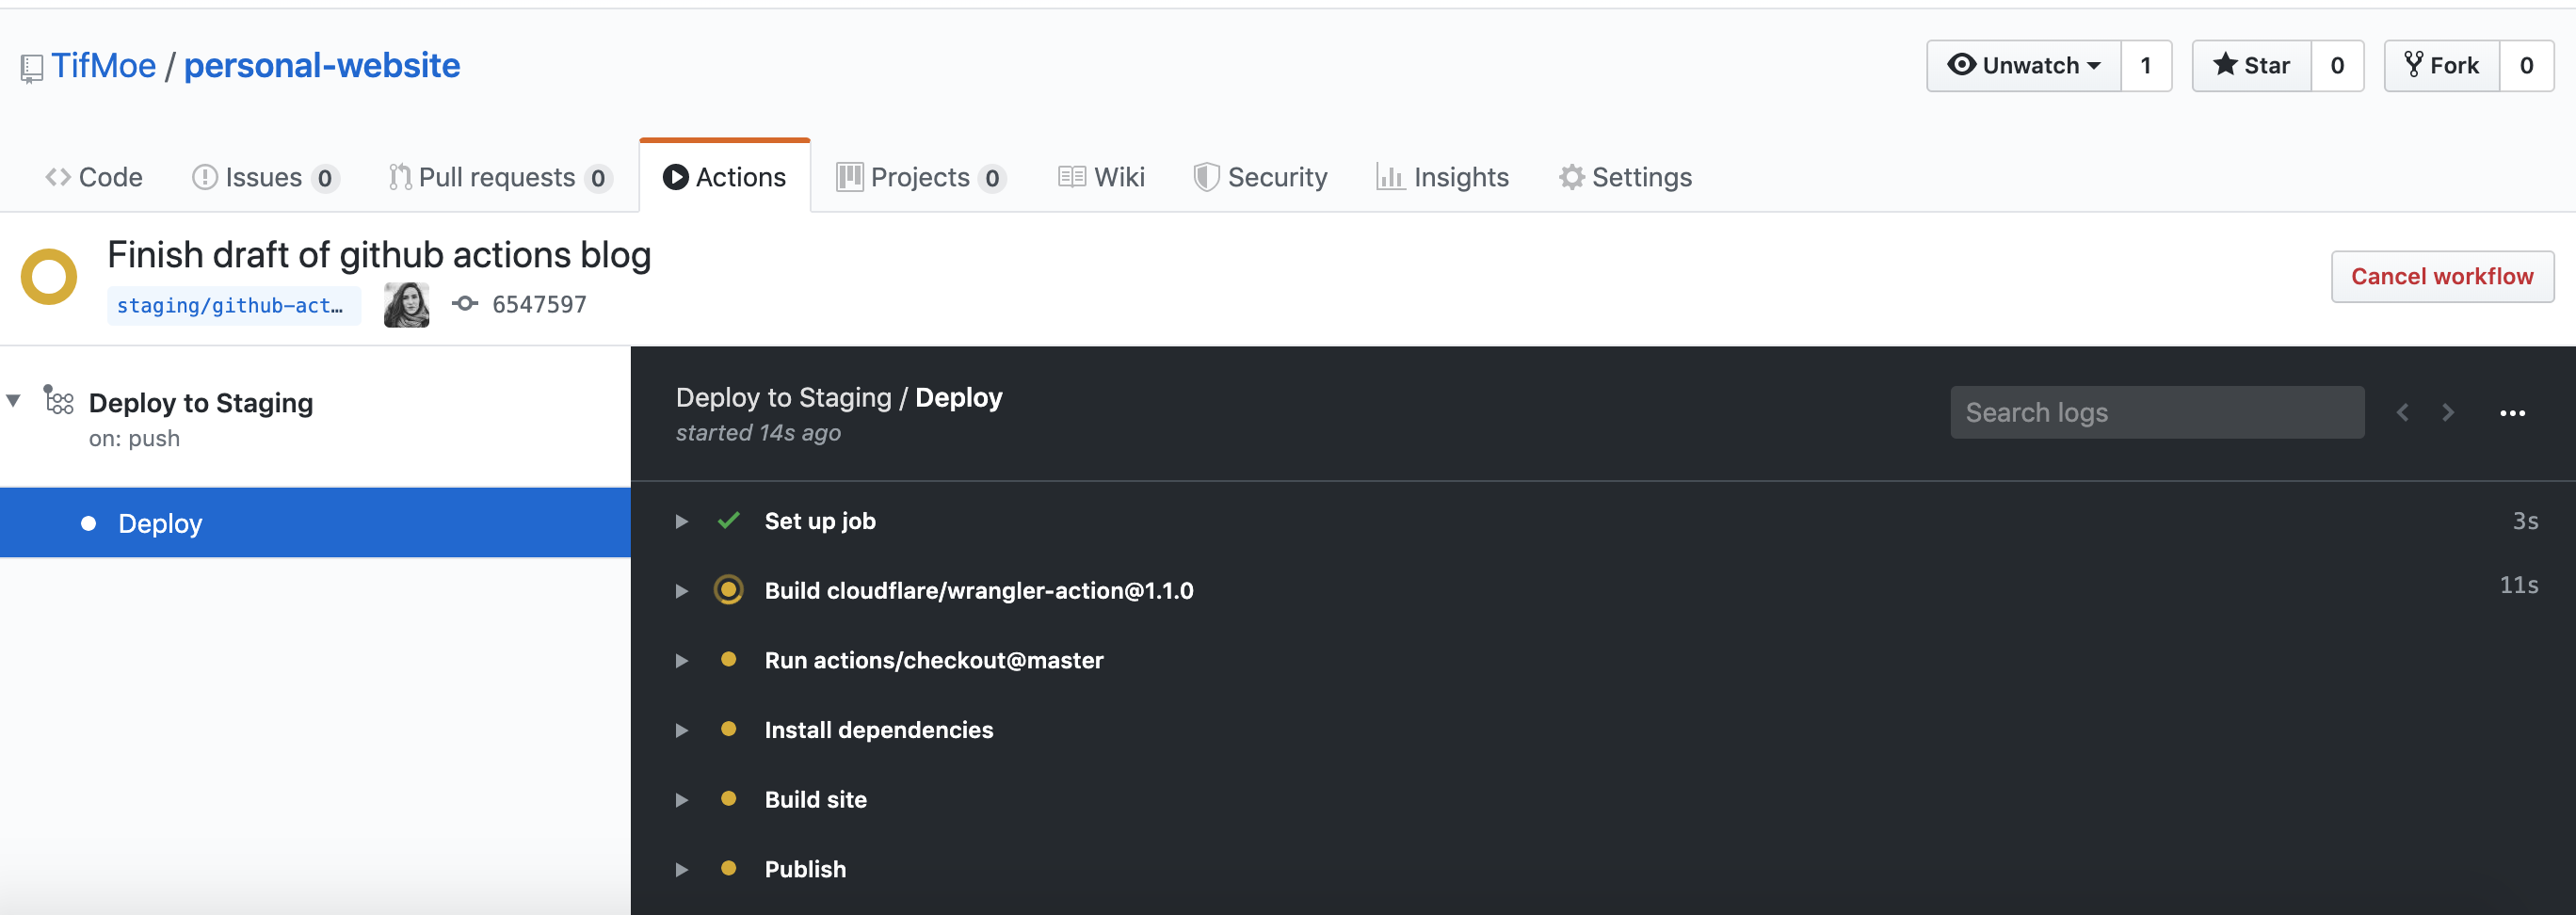 TifMoe / personal-website
Unwatch 1 Star 0 Fork 0
Code Issues 0 Pull requests 0 Actions Projects 0 Wiki Security Insights Settings
Finish draft of github actions blog
staging/github-act… 6547597
Cancel workflow
Deploy to Staging
on: push
Deploy
Deploy to Staging / Deploy
started 14s ago
Search logs
Set up job 3s
Build cloudflare/wrangler-action@1.1.0 11s
Run actions/checkout@master
Install dependencies
Build site
Publish